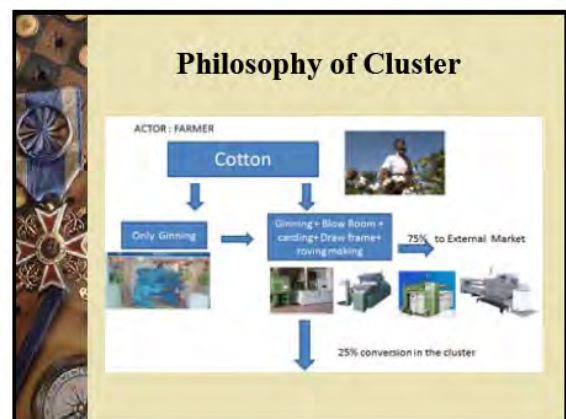 Philosophy of Cluster
ACTOR : FARMER
Cotton
Only Ginning
Ginning+ Blow Room +
carding+ Draw frame+
roving making
75% to External Market
25% conversion in the cluster